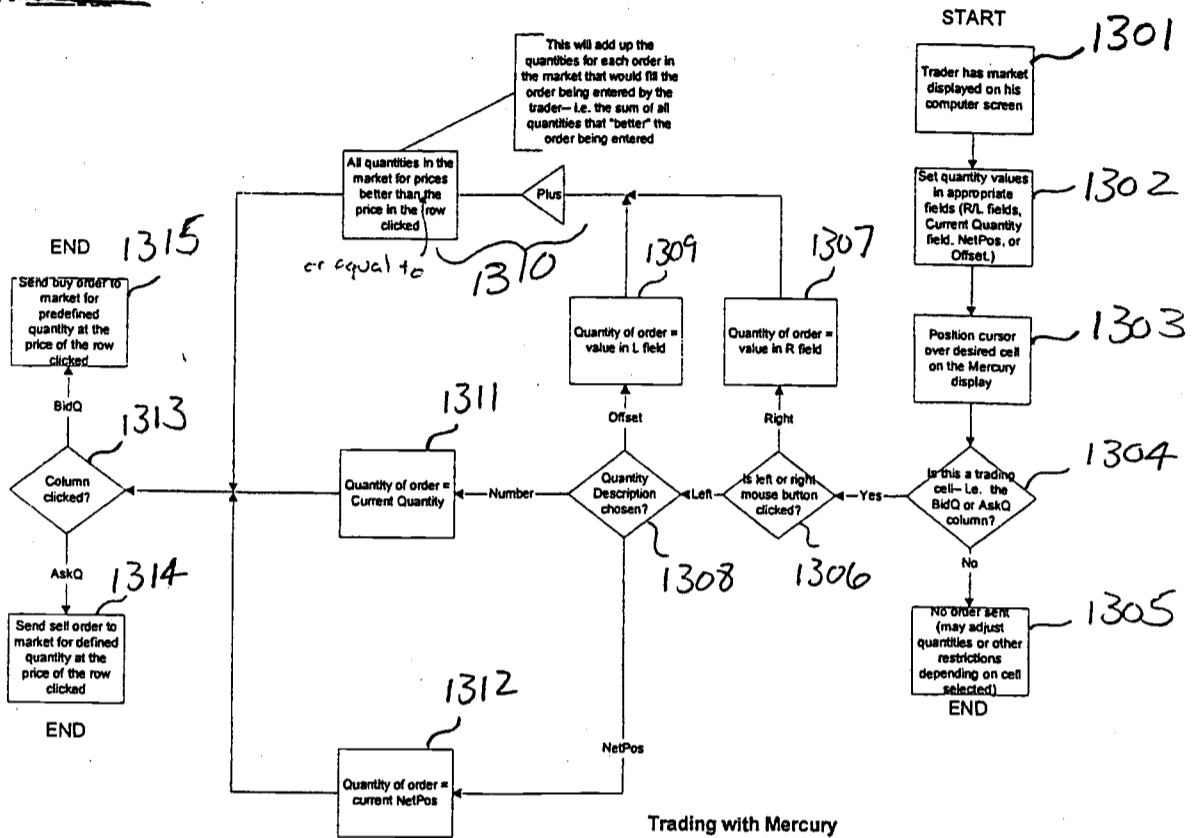 START
1301
Trader has market
displayed on his
computer screen
1302
Set quantity values
in appropriate
fields (R/L fields,
Current Quantity
field, NetPos, or
Offset.)
1303
Position cursor
over desired cell
on the Mercury
display
1304
Is this a trading
cell– i.e. the
BidQ or AskQ
column?
Yes
No
1305
No order sent
(may adjust
quantities or other
restrictions
depending on cell
selected)
END
1306
Is left or right
mouse button
clicked?
Right
Left
1307
Quantity of order =
value in R field
1308
Quantity
Description
chosen?
Offset
Number
NetPos
1309
Quantity of order =
value in L field
Plus
1310
This will add up the
quantities for each order in
the market that would fill the
order being entered by the
trader– i.e. the sum of all
quantities that "better" the
order being entered
All quantities in the
market for prices
better than the
price in the row
clicked
or equal to
1311
Quantity of order =
Current Quantity
1312
Quantity of order =
current NetPos
1313
Column
clicked?
BidQ
AskQ
END
1315
Send buy order to
market for
predefined
quantity at the
price of the row
clicked
1314
Send sell order to
market for defined
quantity at the
price of the row
clicked
END
Trading with Mercury